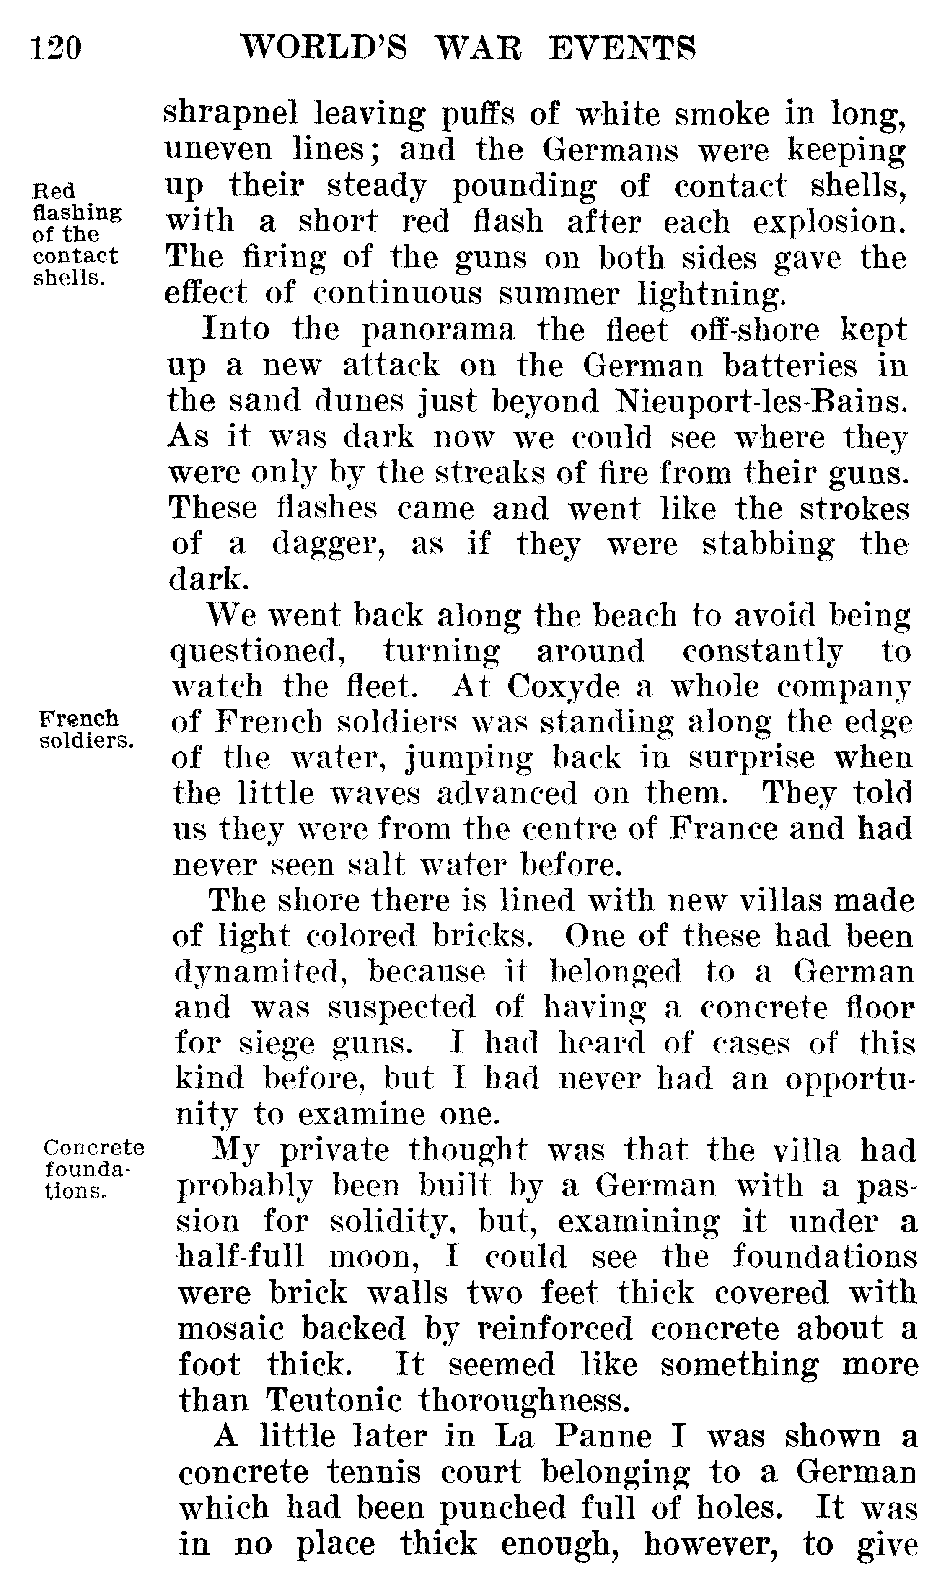 120 WORLD'S WAR EVENTS
shrapnel leaving puffs of white smoke in long,
uneven lines; and the Germans were keeping
up their steady pounding of contact shells,
with a short red flash after each explosion.
The firing of the guns on both sides gave the
effect of continuous summer lightning.
Red
flashing
of the
contact
shells.
Into the panorama the fleet off-shore kept
up a new attack on the German batteries in
the sand dunes just beyond Nieuport-les-Bains.
As it was dark now we could see where they
were only by the streaks of fire from their guns.
These flashes came and went like the strokes
of a dagger, as if they were stabbing the
dark.
We went back along the beach to avoid being
questioned, turning around constantly to
watch the fleet. At Coxyde a whole company
of French soldiers was standing along the edge
of the water, jumping back in surprise when
the little waves advanced on them. They told
us they were from the centre of France and had
never seen salt water before.
French
soldiers.
The shore there is lined with new villas made
of light colored bricks. One of these had been
dynamited, because it belonged to a German
and was suspected of having a concrete floor
for siege guns. I had heard of cases of this
kind before, but I had never had an opportu-
nity to examine one.
Concrete
founda-
tions.
My private thought was that the villa had
probably been built by a German with a pas-
sion for solidity, but, examining it under a
half-full moon, I could see the foundations
were brick walls two feet thick covered with
mosaic backed by reinforced concrete about a
foot thick. It seemed like something more
than Teutonic thoroughness.
A little later in La Panne I was shown a
concrete tennis court belonging to a German
which had been punched full of holes. It was
in no place thick enough, however, to give